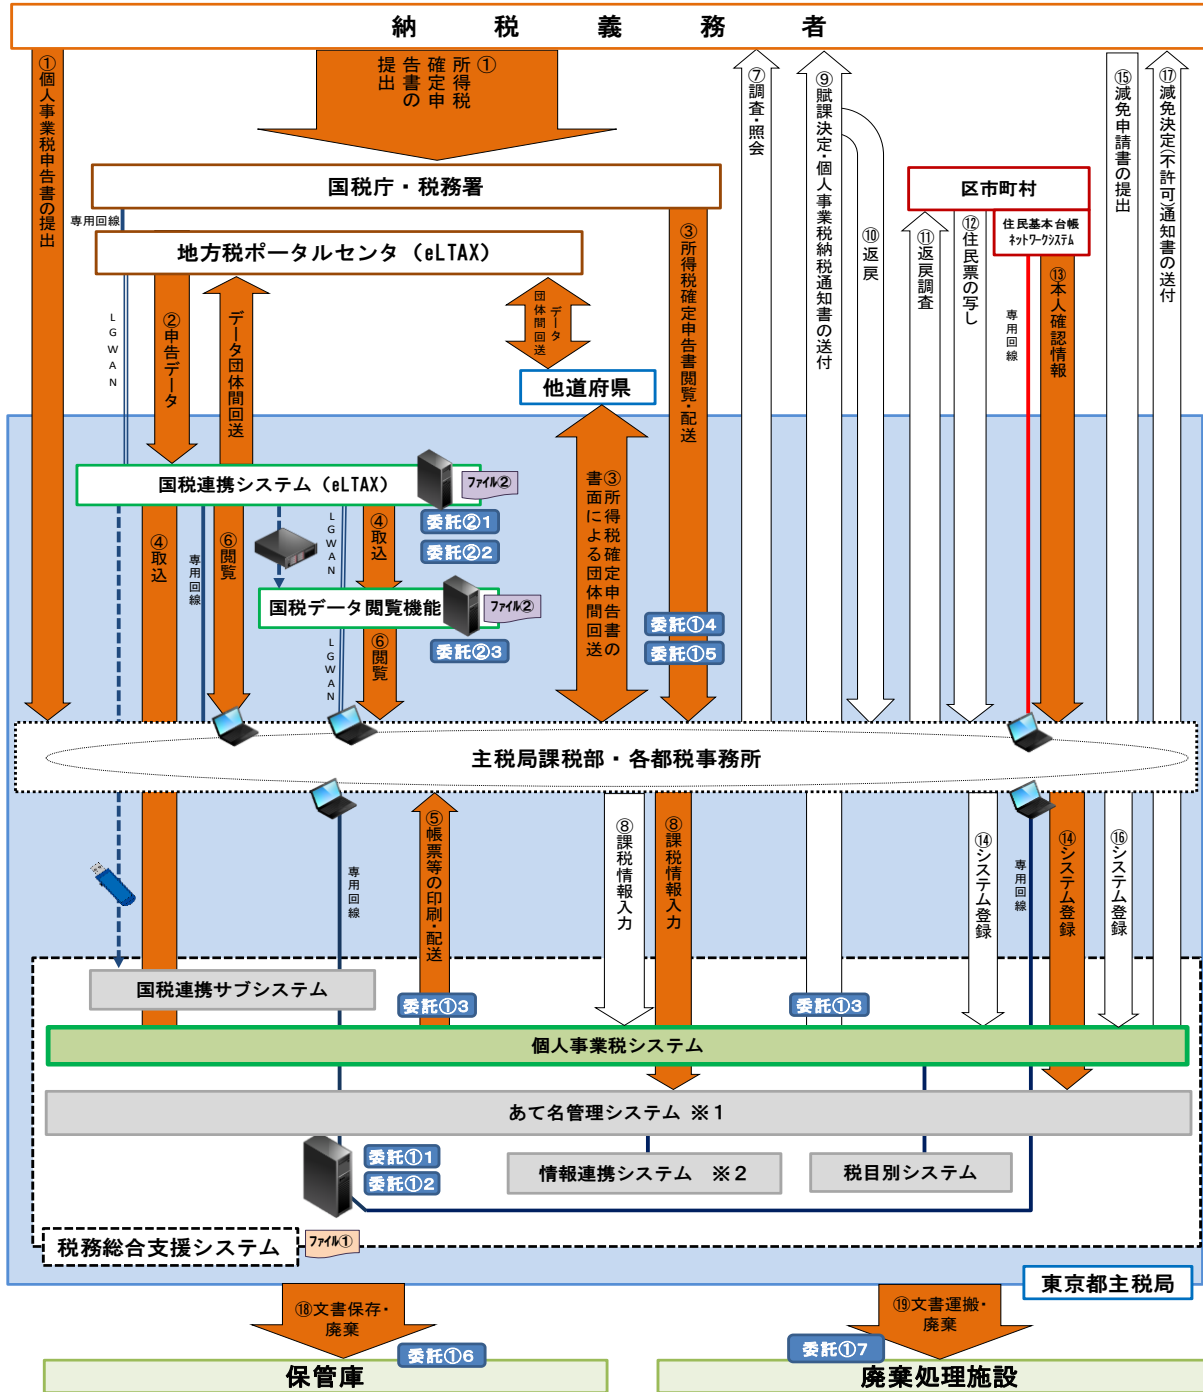 納税義務者
①個人事業税申告書の提出
①所得税
確定申
告書の
提出
⑦調査・照会
⑨賦課決定・個人事業税納税通知書の送付
⑩返戻
⑮減免申請書の提出
⑰減免決定(不許可)通知書の送付
国税庁・税務署
専用回線
地方税ポータルセンタ（eLTAX）
区市町村
住民基本台帳
ネットワークシステム
⑪返戻調査
⑫住民票の写し
⑬本人確認情報
専用回線
LGWAN
②申告データ
データ団体間回送
データ
団体間回送
③所得税確定申告書閲覧・配送
他道府県
③所得税確定申告書の
書面による団体間回送
国税連携システム（eLTAX）
ファイル②
委託②1
委託②2
④取込
⑥閲覧
専用回線
LGWAN
④取込
国税データ閲覧機能
ファイル②
委託②3
LGWAN
⑥閲覧
委託①4
委託①5
主税局課税部・各都税事務所
専用回線
⑤帳票等の印刷・配送
⑧課税情報入力
⑧課税情報入力
⑭システム登録
専用回線
⑭システム登録
⑯システム登録
国税連携サブシステム
委託①3
委託①3
個人事業税システム
あて名管理システム ※1
委託①1
委託①2
情報連携システム ※2
税目別システム
税務総合支援システム
ファイル①
東京都主税局
⑱文書保存・
廃棄
⑲文書運搬・
廃棄
委託①6
委託①7
保管庫
廃棄処理施設